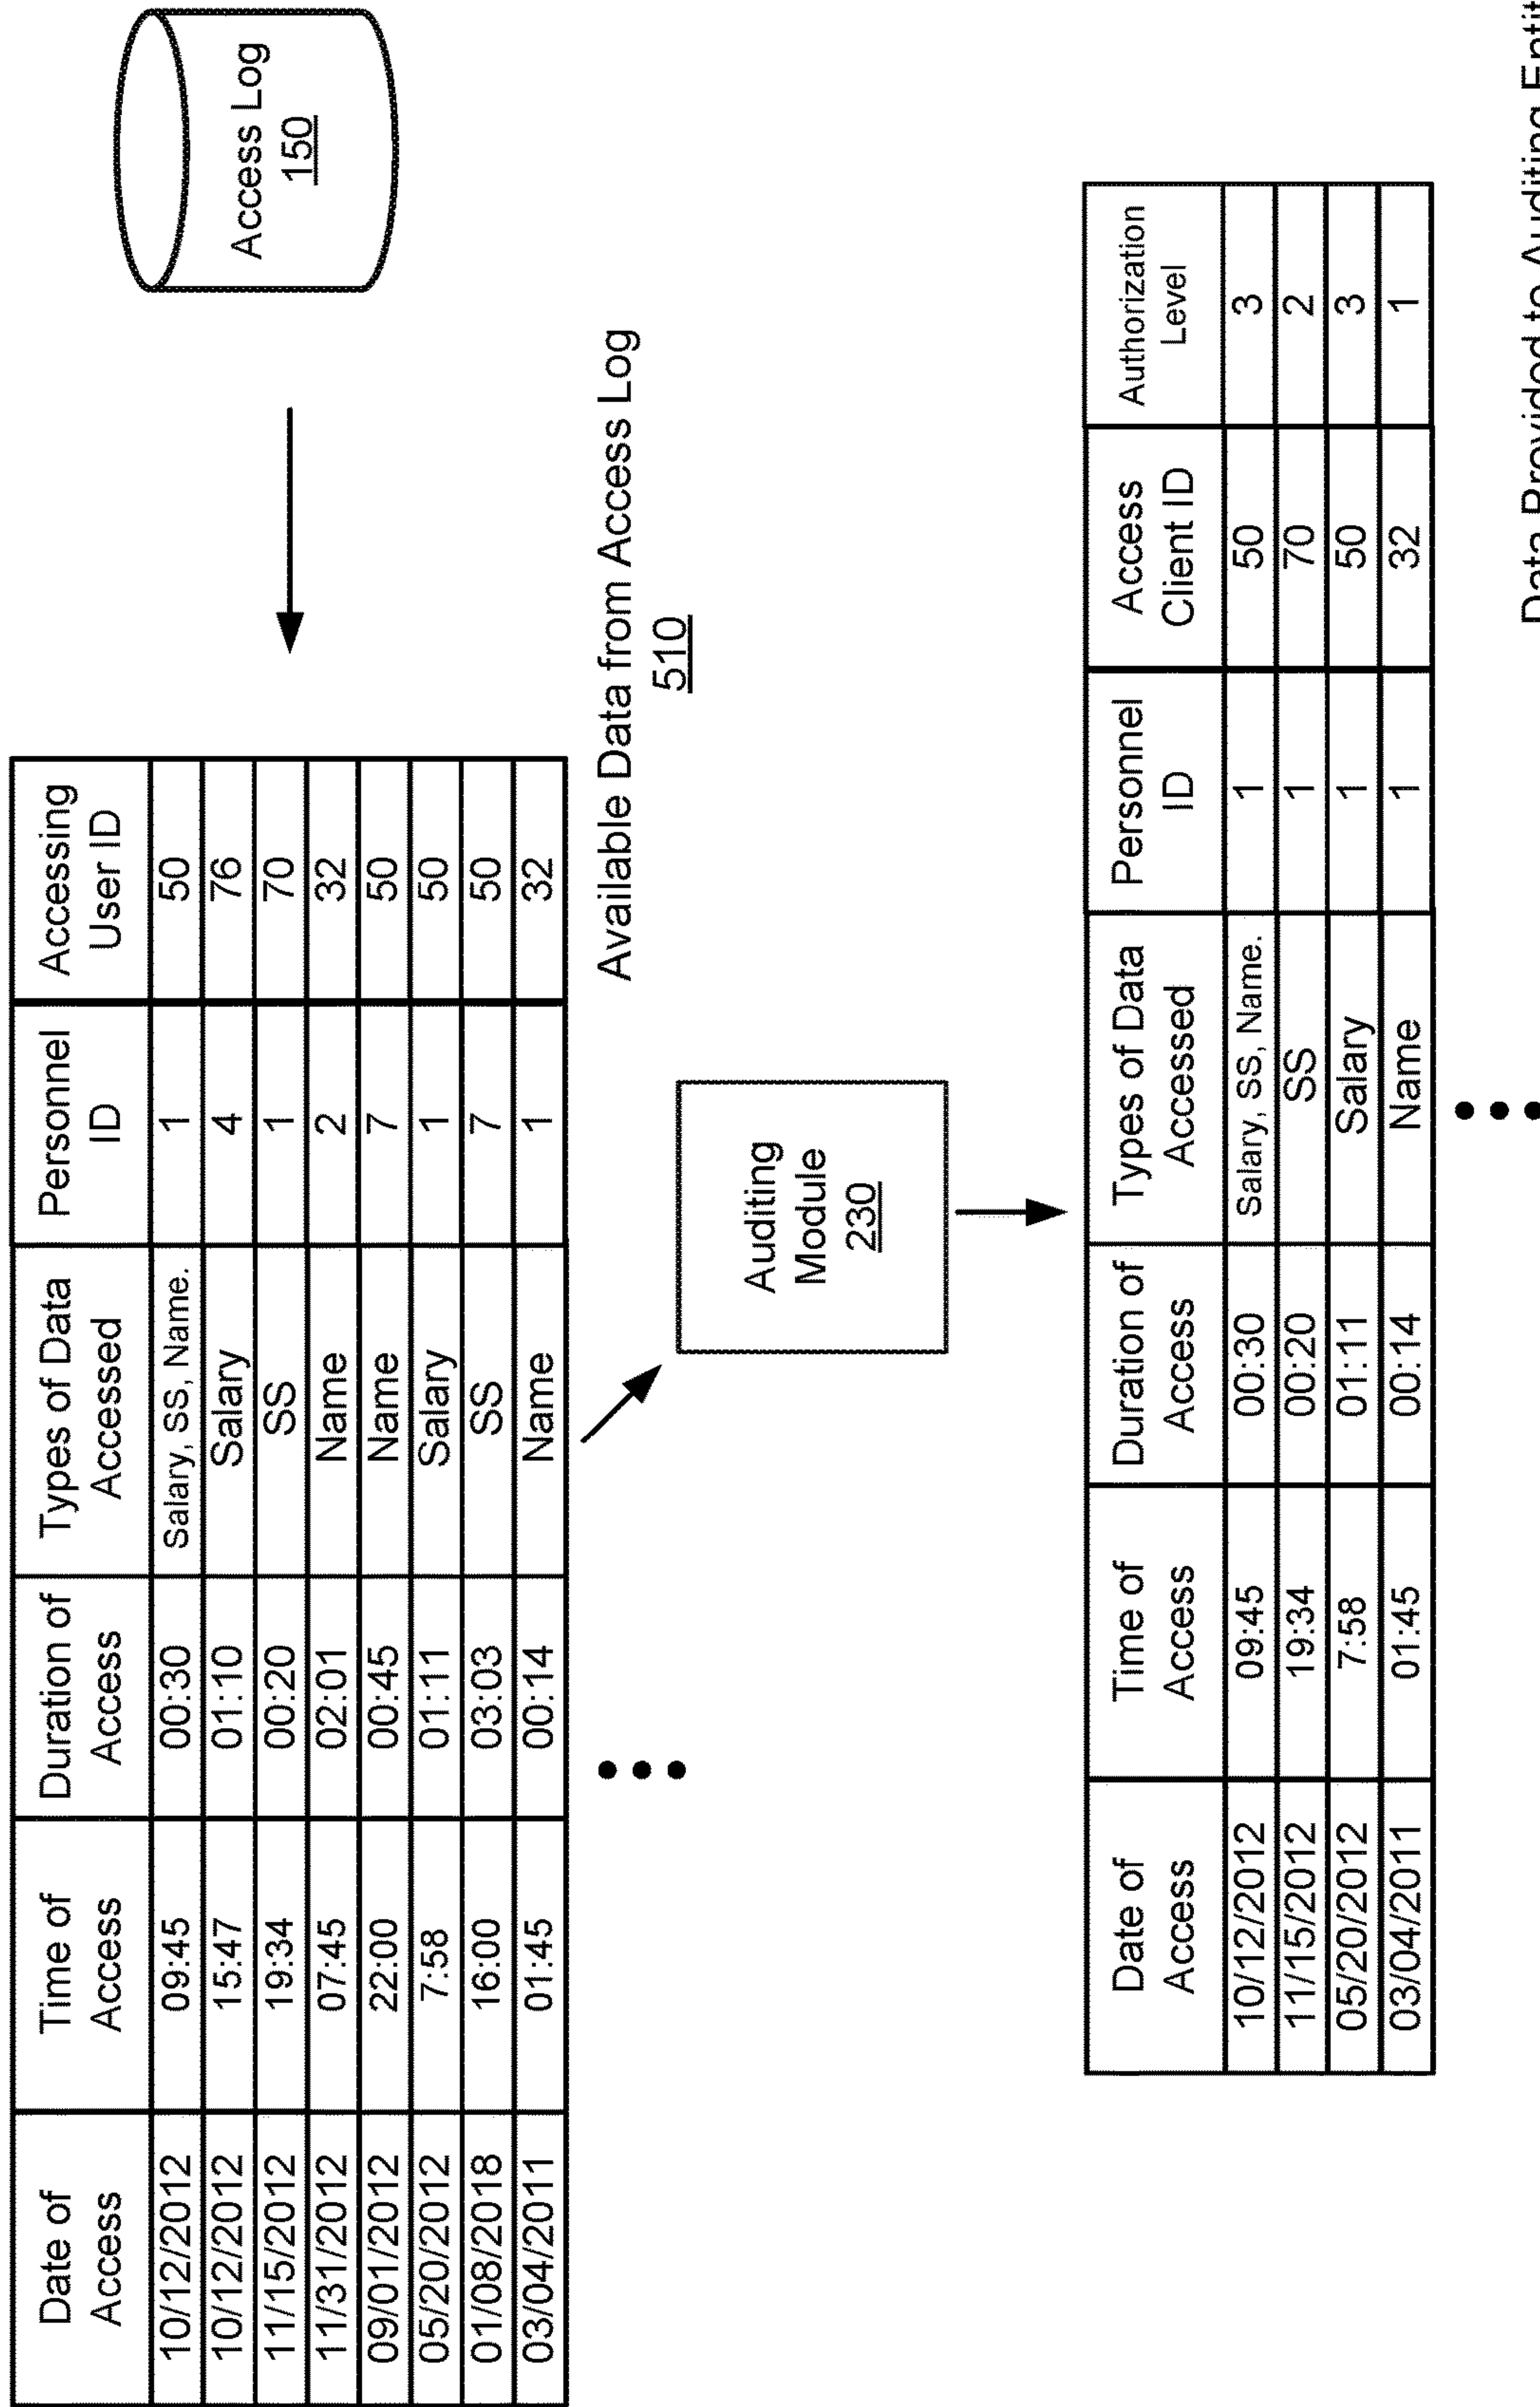 Access Log
150
Date of Access Time of Access Duration of Access Types of Data Accessed Personnel ID Accessing User ID
10/12/2012 09:45 00:30 Salary, SS, Name. 1 50
10/12/2012 15:47 01:10 Salary 4 76
11/15/2012 19:34 00:20 SS 1 70
11/31/2012 07:45 02:01 Name 2 32
09/01/2012 22:00 00:45 Name 7 50
05/20/2012 7:58 01:11 Salary 1 50
01/08/2018 16:00 03:03 SS 7 50
03/04/2011 01:45 00:14 Name 1 32
Available Data from Access Log
510
Auditing
Module
230
Date of Access Time of Access Duration of Access Types of Data Accessed Personnel ID Access Client ID Authorization Level
10/12/2012 09:45 00:30 Salary, SS, Name. 1 50 3
11/15/2012 19:34 00:20 SS 1 70 2
05/20/2012 7:58 01:11 Salary 1 50 3
03/04/2011 01:45 00:14 Name 1 32 1
Data Provided to Auditing